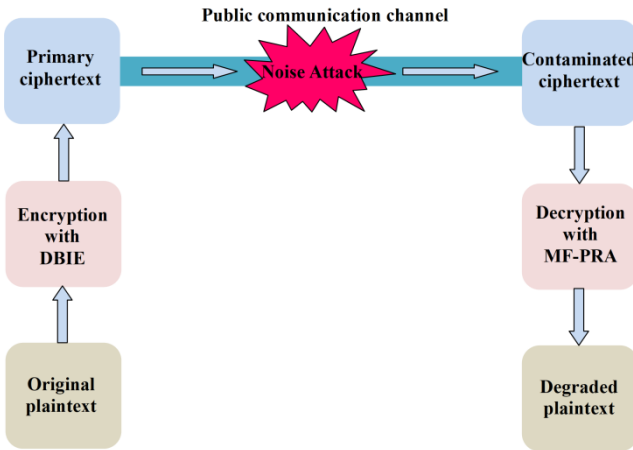 Public communication channel
Primary
ciphertext
Noise Attack
Contaminated
ciphertext
Encryption
with
DBIE
Decryption
with
MF-PRA
Original
plaintext
Degraded
plaintext